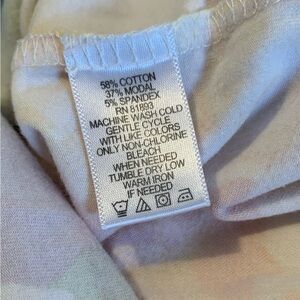 58% COTTON
37% MODAL
5% SPANDEX
RN 81893
MACHINE WASH COLD
GENTLE CYCLE
WITH LIKE COLORS
ONLY NON-CHLORINE
BLEACH
WHEN NEEDED
TUMBLE DRY LOW
WARM IRON
IF NEEDED